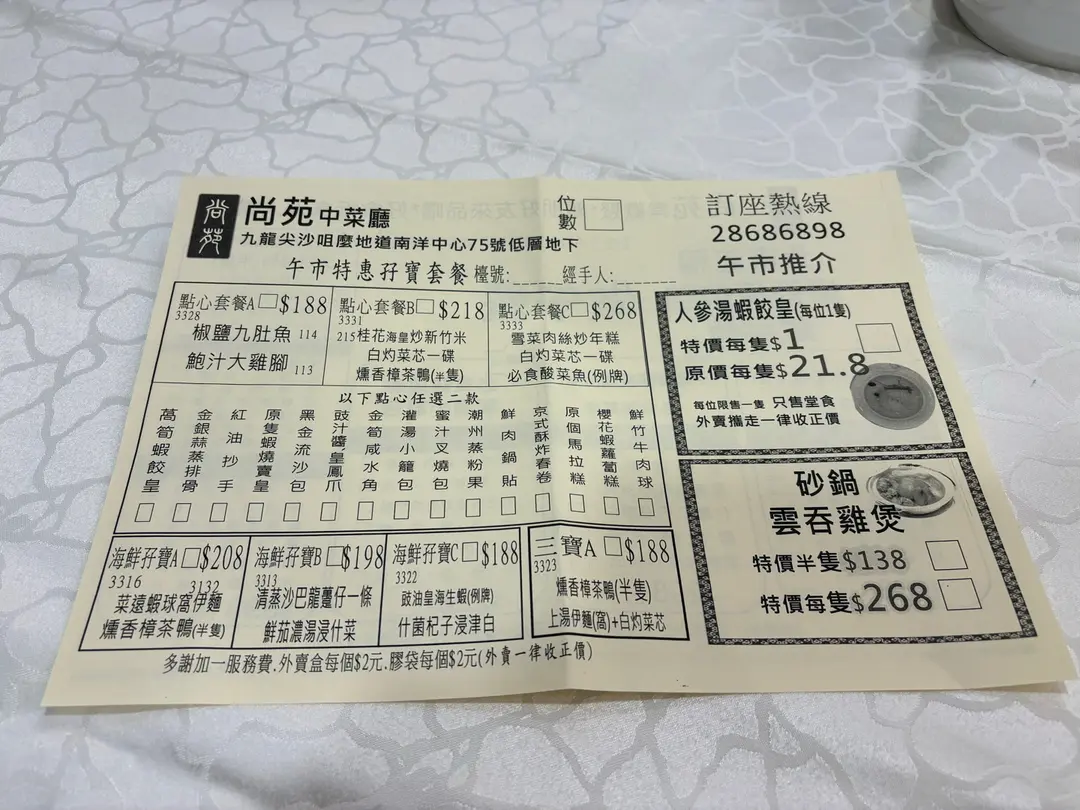 尚苑
尚苑中菜廳
九龍尖沙咀麼地道南洋中心75號低層地下
位數
訂座熱線
28686898
午市推介
午市特惠孖寶套餐 檯號:______經手人:_______
點心套餐A $188
3328
椒鹽九肚魚 114
鮑汁大雞腳 113
點心套餐B $218
3331
215桂花海皇炒新竹米
白灼菜芯一碟
燻香樟茶鴨(半隻)
點心套餐C $268
3333
雪菜肉絲炒年糕
白灼菜芯一碟
必食酸菜魚(例牌)
以下點心任選二款
萵筍蝦餃皇
金銀蒜蒸排骨
紅油抄手
原隻蝦燒賣皇
黑金流沙包
豉汁醬皇鳳爪
金筍咸水角
灌湯小籠包
蜜汁叉燒包
潮州蒸粉果
鮮肉鍋貼
京式酥炸春卷
原個馬拉糕
櫻花蝦蘿蔔糕
鮮竹牛肉球
海鮮孖寶A $208
3316 3132
菜遠蝦球窩伊麵
燻香樟茶鴨(半隻)
海鮮孖寶B $198
3313
清蒸沙巴龍躉仔一條
鮮茄濃湯浸什菜
海鮮孖寶C $188
3322
豉油皇海生蝦(例牌)
什菌杞子浸津白
三寶A $188
3323
燻香樟茶鴨(半隻)
上湯伊麵(窩)+白灼菜芯
多謝加一服務費.外賣盒每個$2元.膠袋每個$2元(外賣一律收正價)
人參湯蝦餃皇(每位1隻)
特價每隻$1
原價每隻$21.8
每位限售一隻 只售堂食
外賣攜走一律收正價
砂鍋
雲吞雞煲
特價半隻$138
特價每隻$268